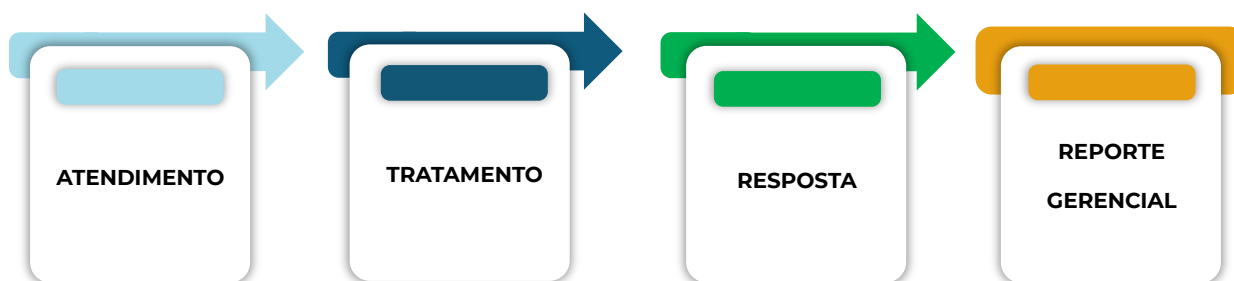 ATENDIMENTO
TRATAMENTO
RESPOSTA
REPORTE
GERENCIAL